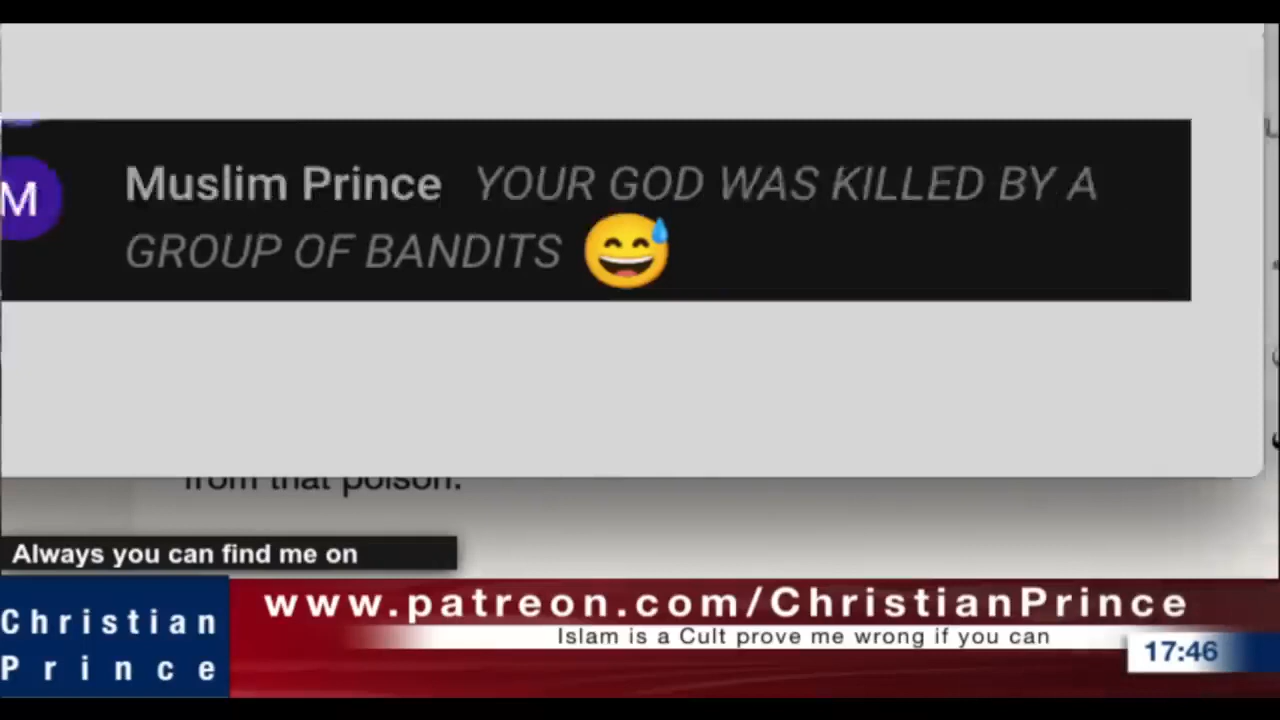 M
Muslim Prince YOUR GOD WAS KILLED BY A
GROUP OF BANDITS 😅
from that poison.
Always you can find me on
Christian
Prince
www.patreon.com/ChristianPrince
Islam is a Cult prove me wrong if you can
17:46